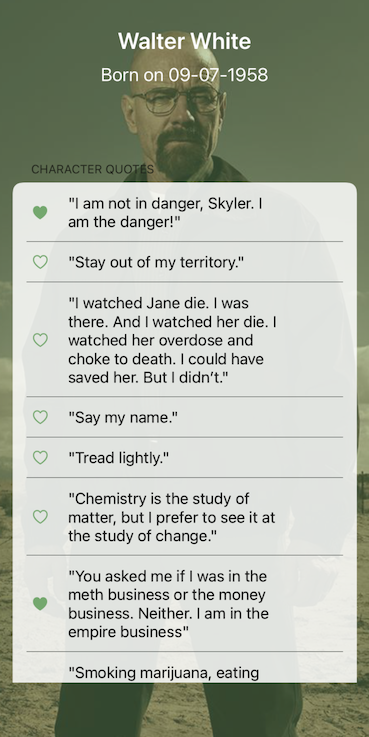 Walter White
Born on 09-07-1958
CHARACTER QUOTES
"I am not in danger, Skyler. I
am the danger!"
"Stay out of my territory."
"I watched Jane die. I was
there. And I watched her die. I
watched her overdose and
choke to death. I could have
saved her. But I didn’t."
"Say my name."
"Tread lightly."
"Chemistry is the study of
matter, but I prefer to see it at
the study of change."
"You asked me if I was in the
meth business or the money
business. Neither. I am in the
empire business"
"Smoking marijuana, eating